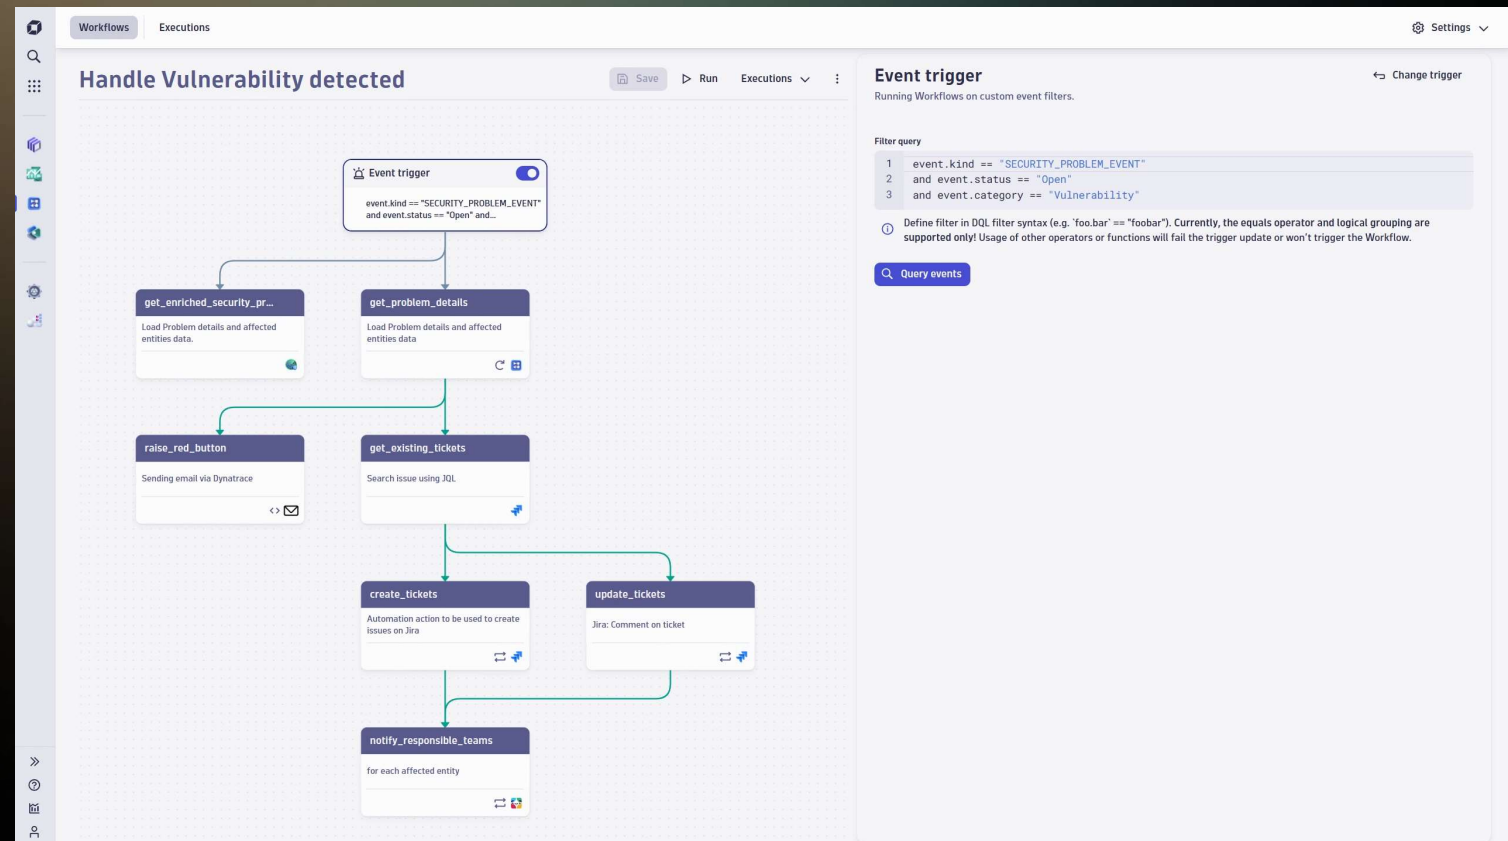 Workflows
Executions
Settings
Handle Vulnerability detected
Save
Run
Executions
Event trigger
event.kind == "SECURITY_PROBLEM_EVENT"
and event.status == "Open" and...
get_enriched_security_pr...
Load Problem details and affected
entities data.
get_problem_details
Load Problem details and affected
entities data
raise_red_button
Sending email via Dynatrace
get_existing_tickets
Search issue using JQL
create_tickets
Automation action to be used to create
issues on Jira
update_tickets
Jira: Comment on ticket
notify_responsible_teams
for each affected entity
Event trigger
Change trigger
Running Workflows on custom event filters.
Filter query
1 event.kind == "SECURITY_PROBLEM_EVENT"
2 and event.status == "Open"
3 and event.category == "Vulnerability"
Define filter in DQL filter syntax (e.g. `foo.bar` == "foobar"). Currently, the equals operator and logical grouping are
supported only! Usage of other operators or functions will fail the trigger update or won't trigger the Workflow.
Query events